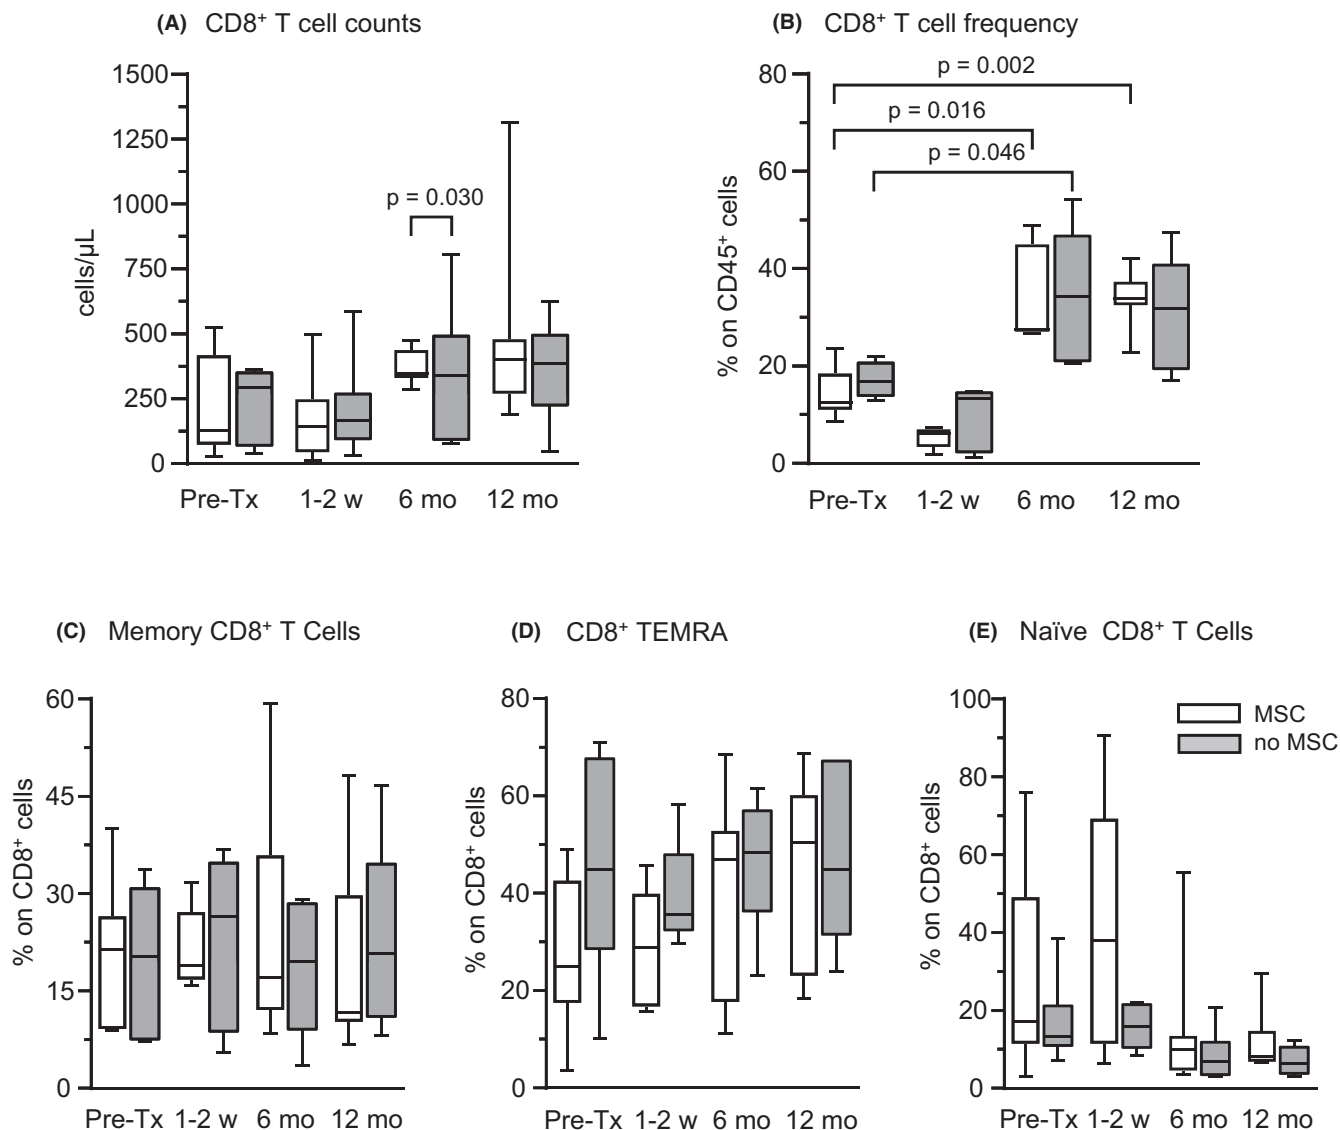 (A) CD8⁺ T cell counts
1500
1250
1000
750
500
250
0
cells/µL
p = 0.030
Pre-Tx 1-2 w 6 mo 12 mo
(B) CD8⁺ T cell frequency
80
60
40
20
0
% on CD45⁺ cells
p = 0.002
p = 0.016
p = 0.046
Pre-Tx 1-2 w 6 mo 12 mo
(C) Memory CD8⁺ T Cells
60
45
30
15
0
% on CD8⁺ cells
Pre-Tx 1-2 w 6 mo 12 mo
(D) CD8⁺ TEMRA
80
60
40
20
0
% on CD8⁺ cells
Pre-Tx 1-2 w 6 mo 12 mo
(E) Naïve CD8⁺ T Cells
100
80
60
40
20
0
% on CD8⁺ cells
MSC
no MSC
Pre-Tx 1-2 w 6 mo 12 mo